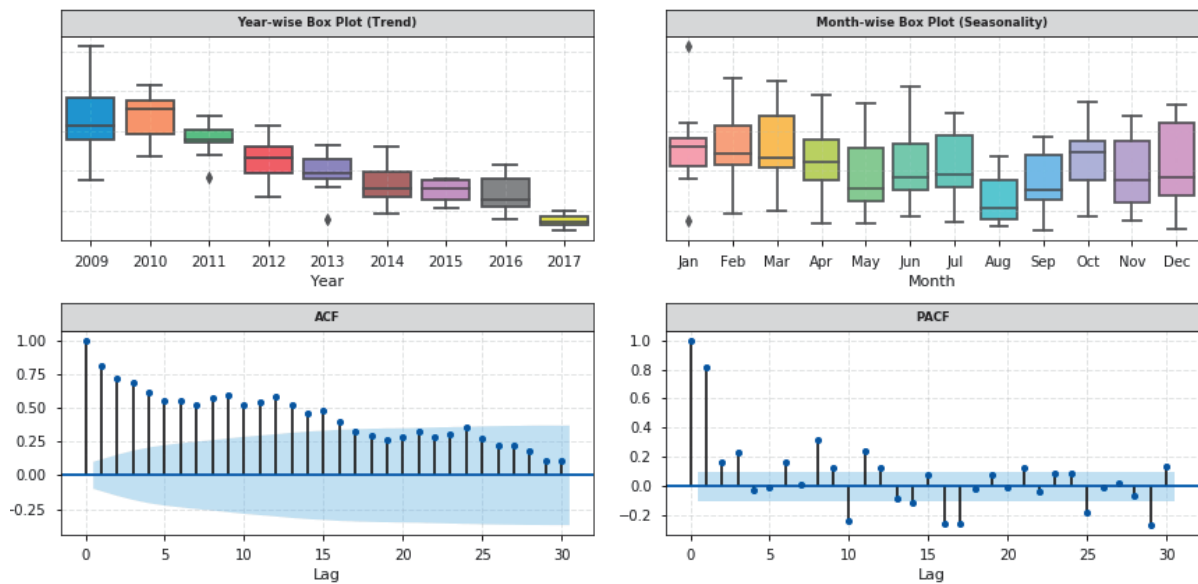 Year-wise Box Plot (Trend)
Month-wise Box Plot (Seasonality)
2009 2010 2011 2012 2013 2014 2015 2016 2017
Year
Jan Feb Mar Apr May Jun Jul Aug Sep Oct Nov Dec
Month
ACF
1.00
0.75
0.50
0.25
0.00
-0.25
0 5 10 15 20 25 30
Lag
PACF
1.0
0.8
0.6
0.4
0.2
0.0
−0.2
0 5 10 15 20 25 30
Lag